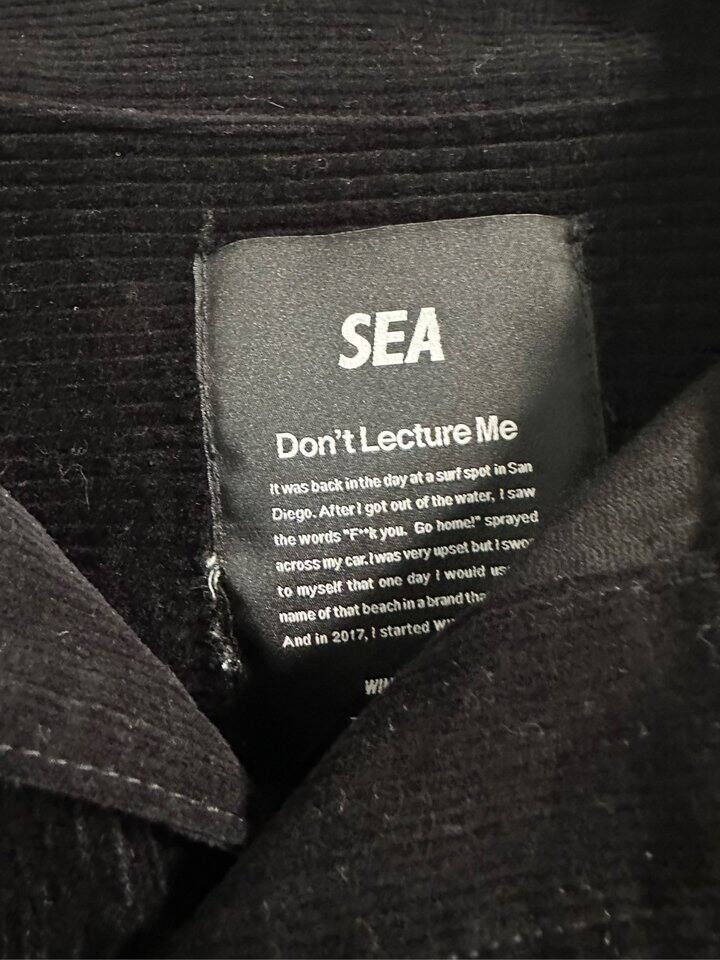 SEA
Don't Lecture Me
It was back in the day at a surf spot in San
Diego. After I got out of the water, I saw
the words "F**k you. Go home!" sprayed
across my car. I was very upset but I
to myself that one day I would
name of that beach in a brand
And in 2017, I started